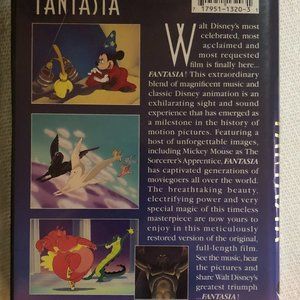 FANTASIA
17951-1320-3
Walt Disney's
most celebrated, most
acclaimed and
most requested
film is finally here...
FANTASIA! This extraordinary
blend of magnificent music and
classic Disney animation is an
exhilarating sight and sound
experience that has emerged as
a milestone in the history of
motion pictures. Featuring a
host of unforgettable images,
including Mickey Mouse as The
Sorcerer's Apprentice, FANTASIA
has captivated generations of
moviegoers all over the world.
The breathtaking beauty,
electrifying power and very
special magic of this timeless
masterpiece are now yours to
enjoy in this meticulously
restored version of the original,
full-length film.
See the music, hear
the pictures and
share Walt Disney's
greatest triumph
...FANTASIA!